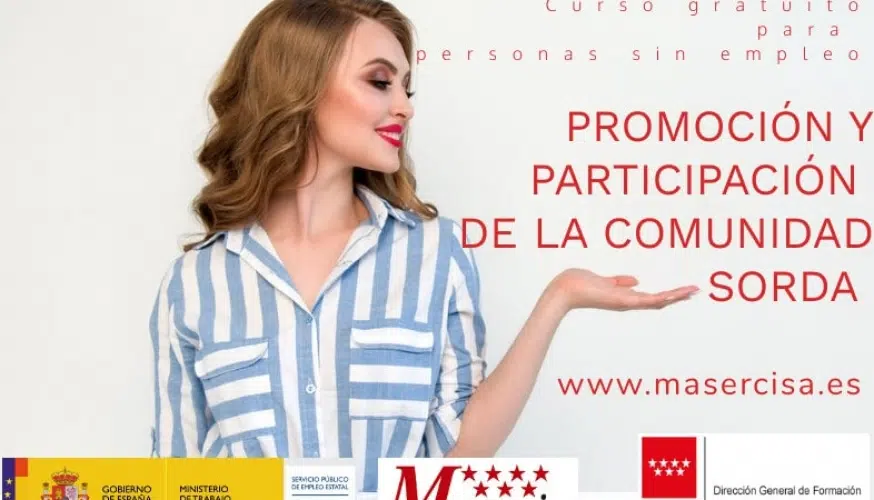 Curso gratuito
para
personas sin empleo
PROMOCIÓN Y
PARTICIPACIÓN
DE LA COMUNIDAD
SORDA
www.masercisa.es
GOBIERNO
DE ESPAÑA
MINISTERIO
DE TRABAJO
SERVICIO PÚBLICO
DE EMPLEO ESTATAL
M
Dirección General de Formación